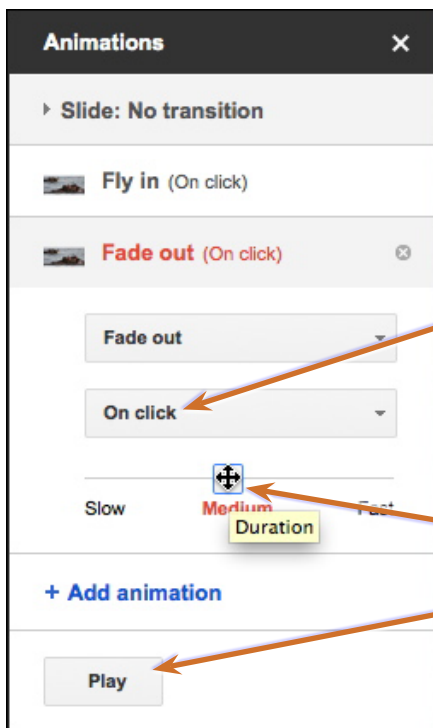 Animations ×
Slide: No transition
Fly in (On click)
Fade out (On click)
Fade out
On click
Slow Medium Fast
Duration
+ Add animation
Play